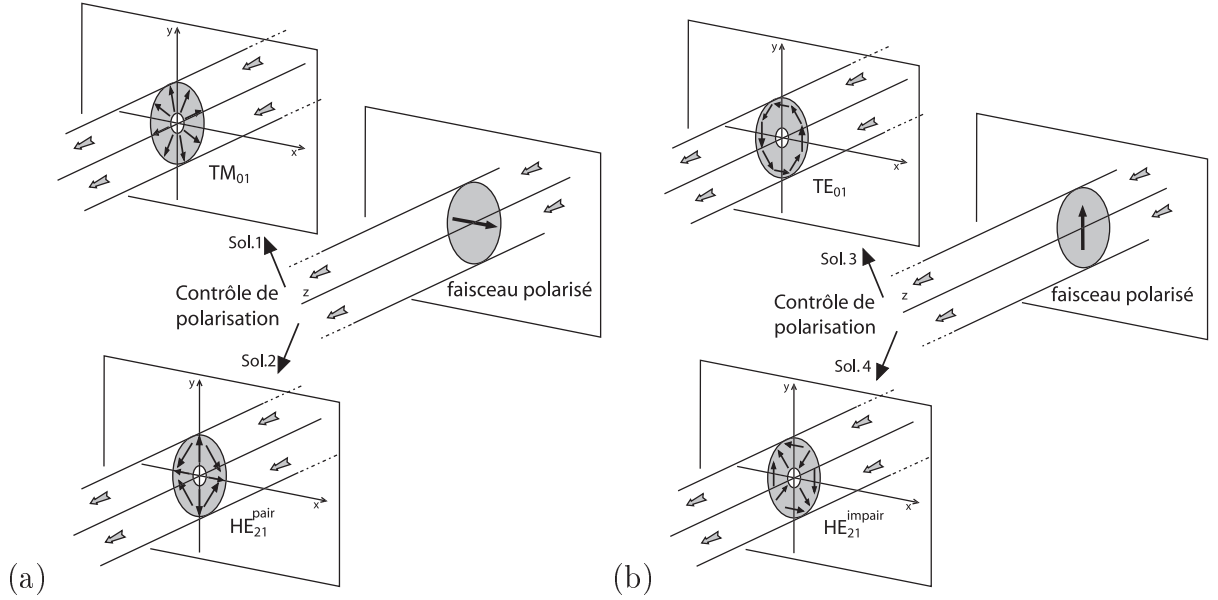 y
x
TM01
Sol.1
Contrôle de
polarisation
z
faisceau polarisé
Sol.2
y
x
HE21pair
(a)
y
x
TE01
Sol.3
Contrôle de
polarisation
z
faisceau polarisé
Sol.4
y
x
HE21impair
(b)